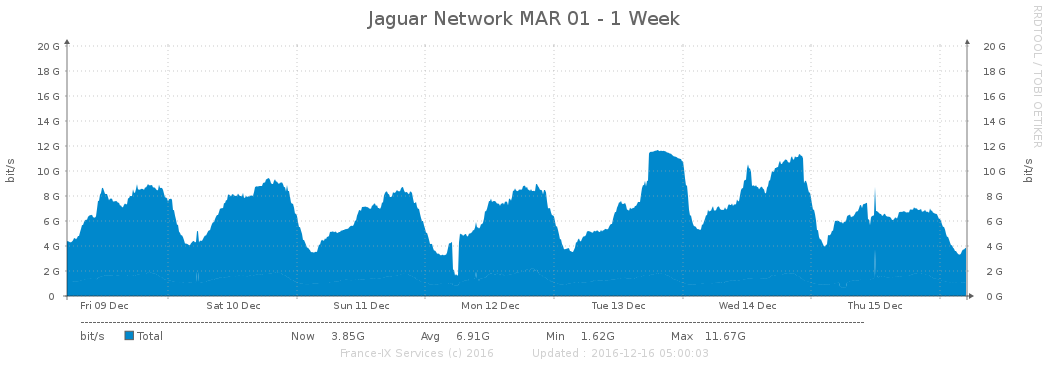 Jaguar Network MAR 01 - 1 Week
RRDTOOL / TOBI OETIKER
bit/s
bit/s
20 G 20 G
18 G 18 G
16 G 16 G
14 G 14 G
12 G 12 G
10 G 10 G
8 G 8 G
6 G 6 G
4 G 4 G
2 G 2 G
0 0 G
Fri 09 Dec Sat 10 Dec Sun 11 Dec Mon 12 Dec Tue 13 Dec Wed 14 Dec Thu 15 Dec
bit/s Total Now 3.85G Avg 6.91G Min 1.62G Max 11.67G
France-IX Services (c) 2016 Updated : 2016-12-16 05:00:03